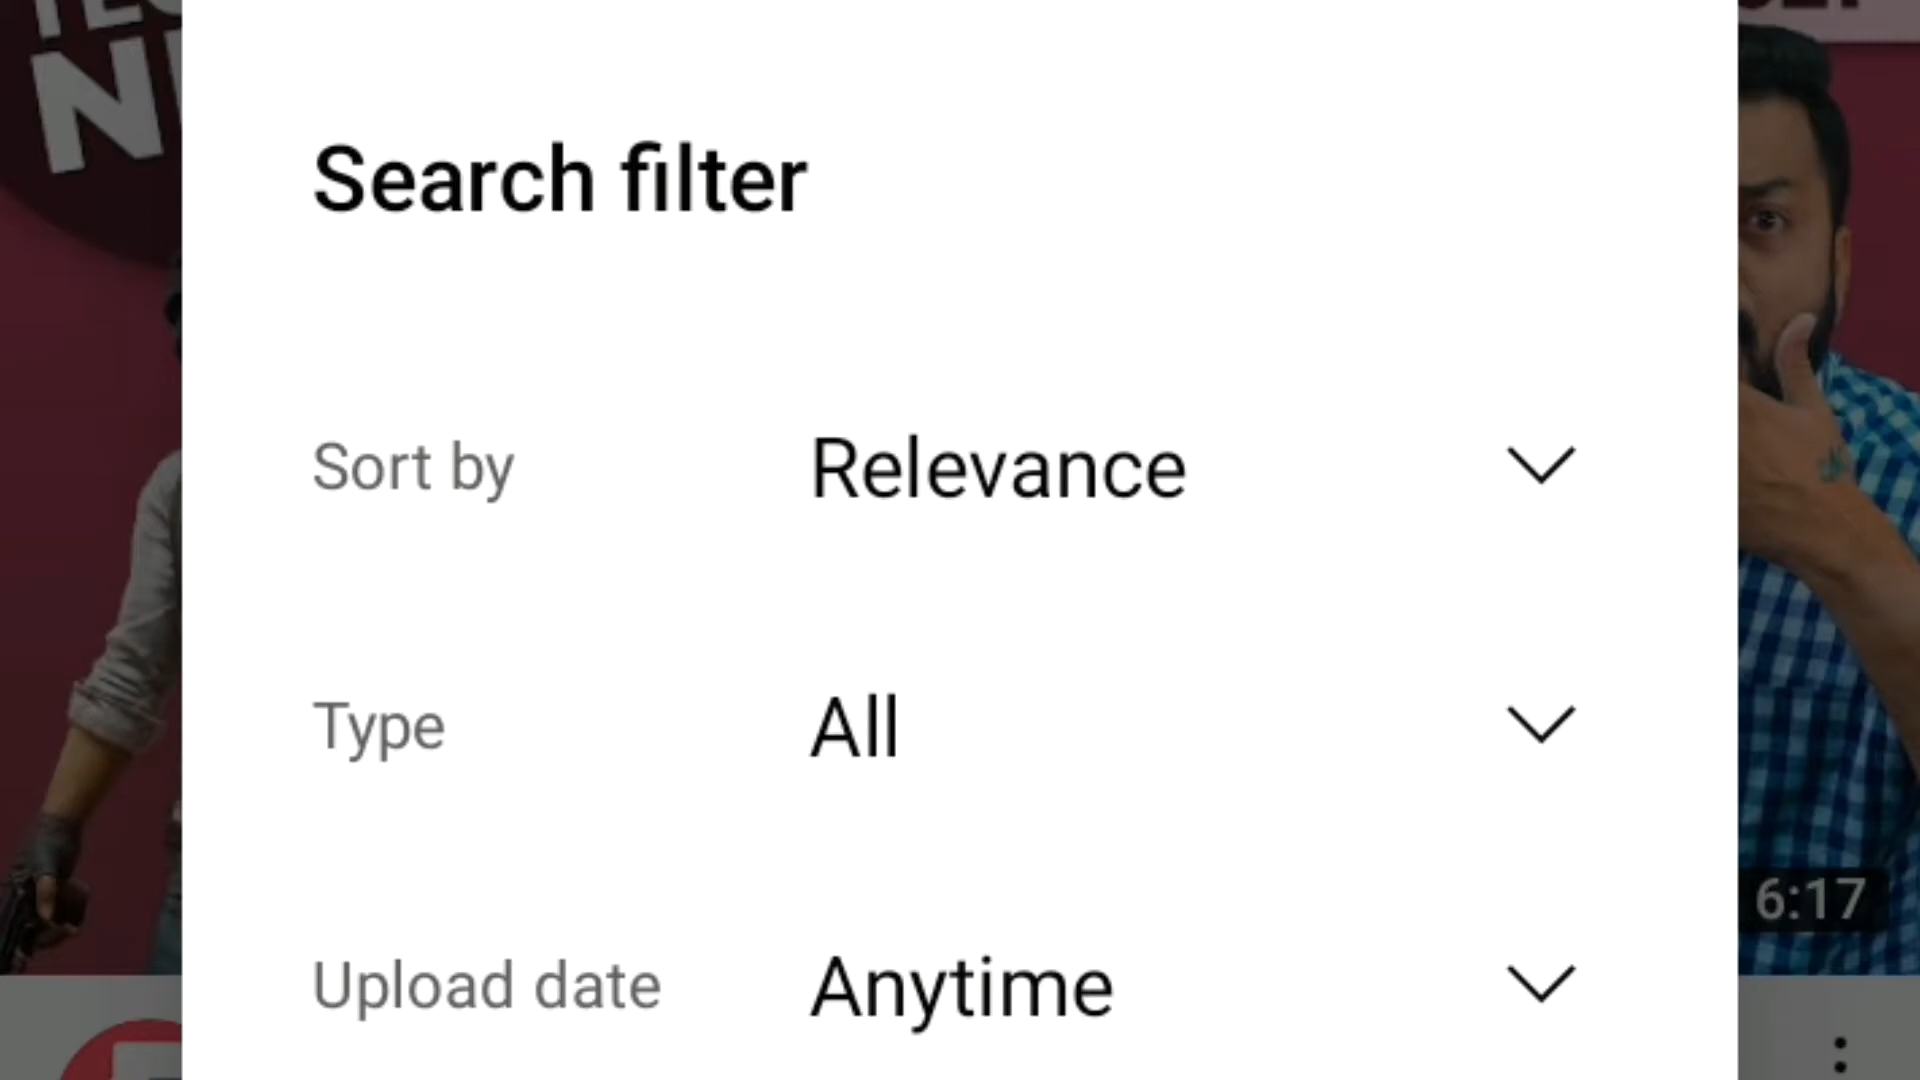 Search filter
Sort by Relevance
Type All
Upload date Anytime
6:17